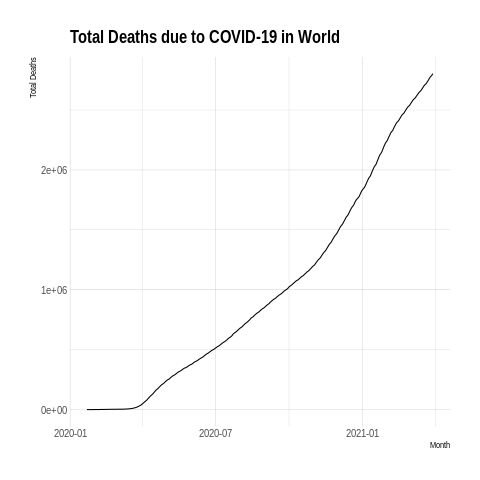 Total Deaths due to COVID-19 in World
Total Deaths
2e+06
1e+06
0e+00
2020-01 2020-07 2021-01
Month